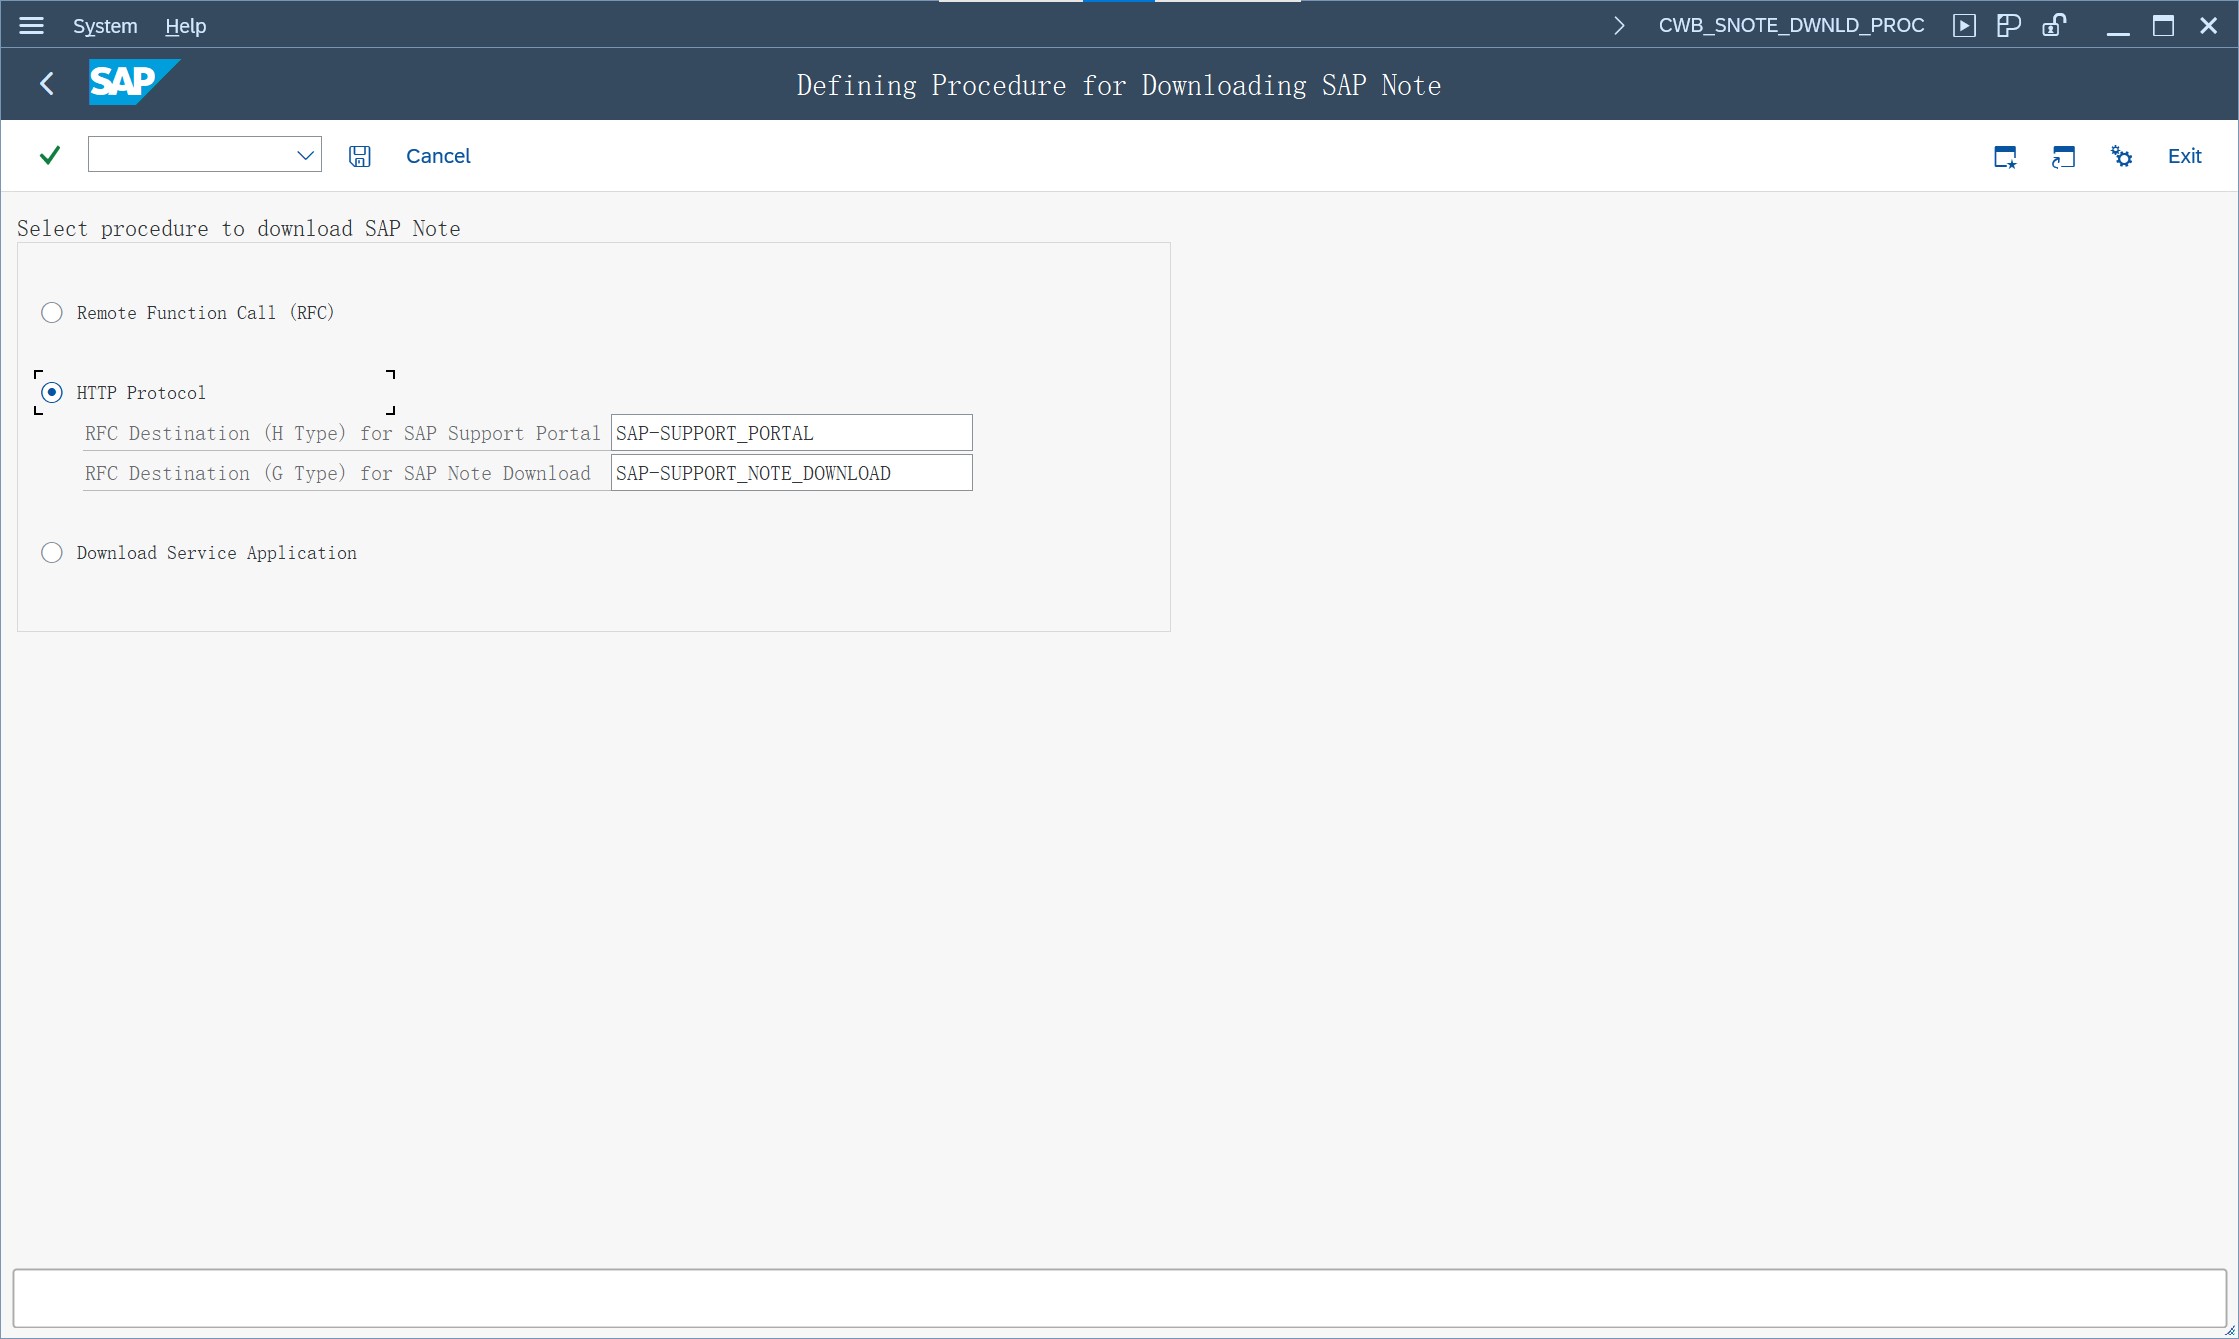 System Help CWB_SNOTE_DWNLD_PROC
SAP Defining Procedure for Downloading SAP Note
Cancel Exit
Select procedure to download SAP Note
Remote Function Call (RFC)
HTTP Protocol
RFC Destination (H Type) for SAP Support Portal SAP-SUPPORT_PORTAL
RFC Destination (G Type) for SAP Note Download SAP-SUPPORT_NOTE_DOWNLOAD
Download Service Application